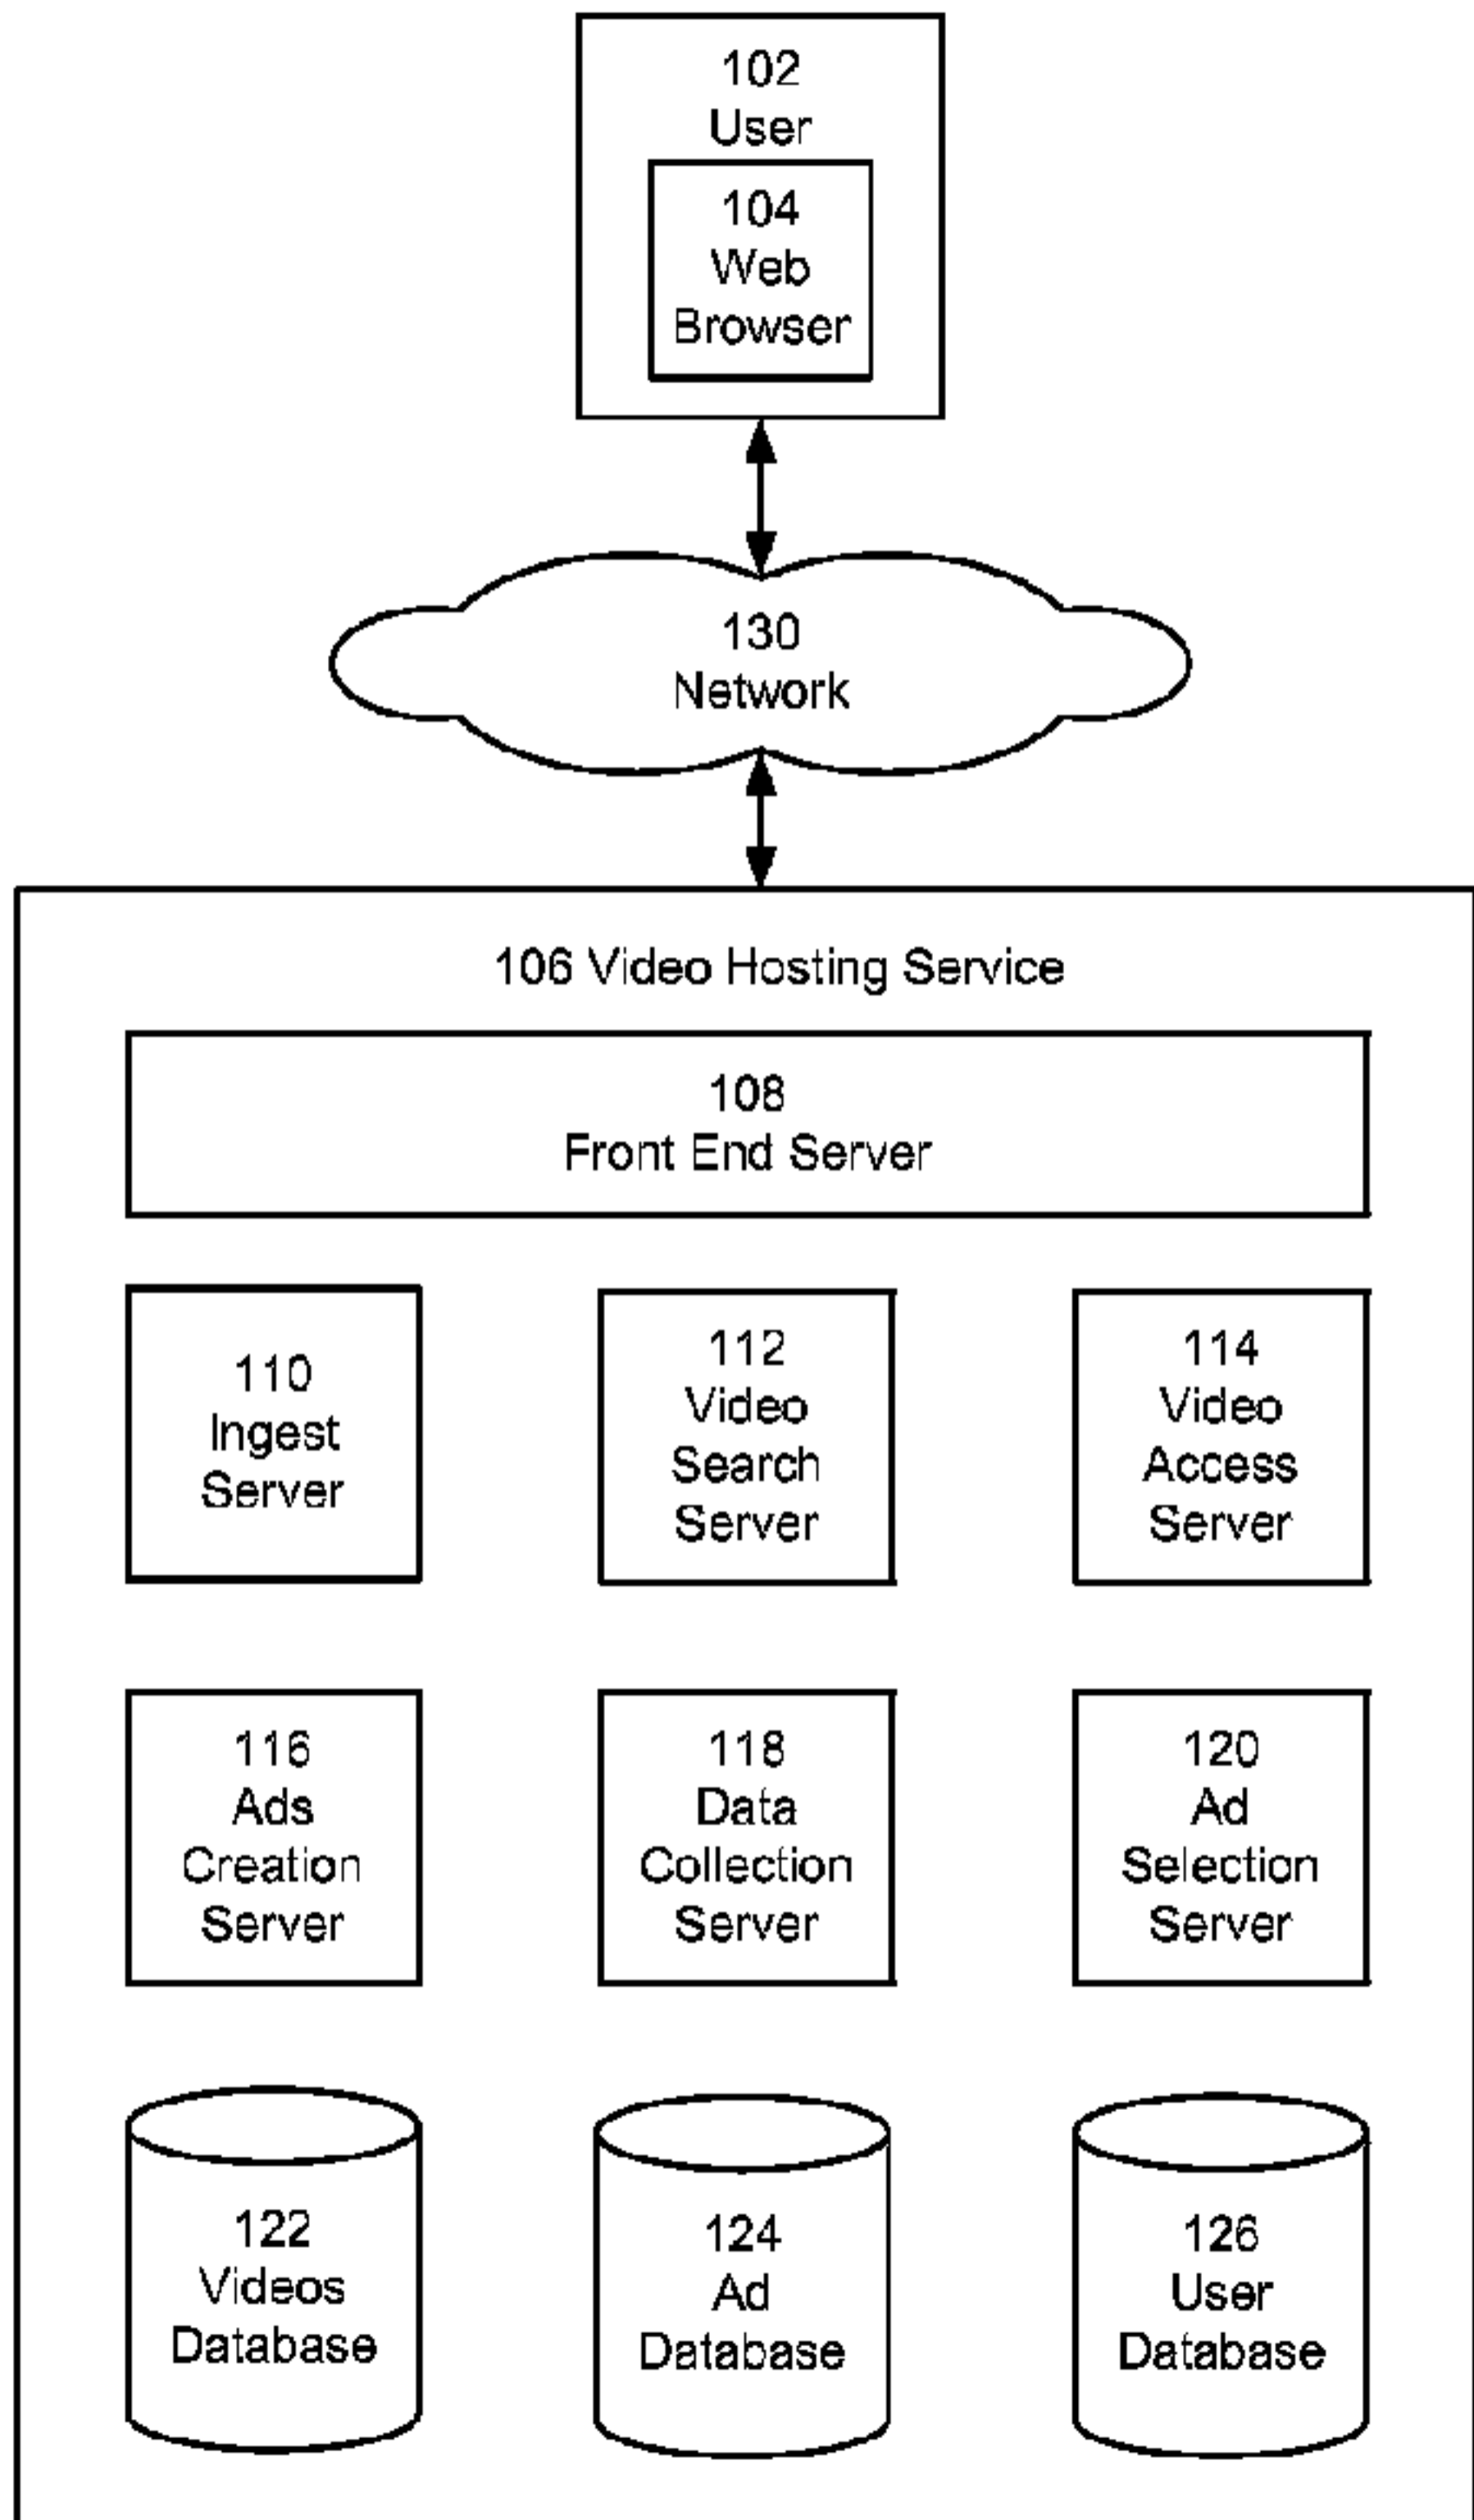 102
User
104
Web
Browser
130
Network
106 Video Hosting Service
108
Front End Server
110
Ingest
Server
112
Video
Search
Server
114
Video
Access
Server
116
Ads
Creation
Server
118
Data
Collection
Server
120
Ad
Selection
Server
122
Videos
Database
124
Ad
Database
126
User
Database